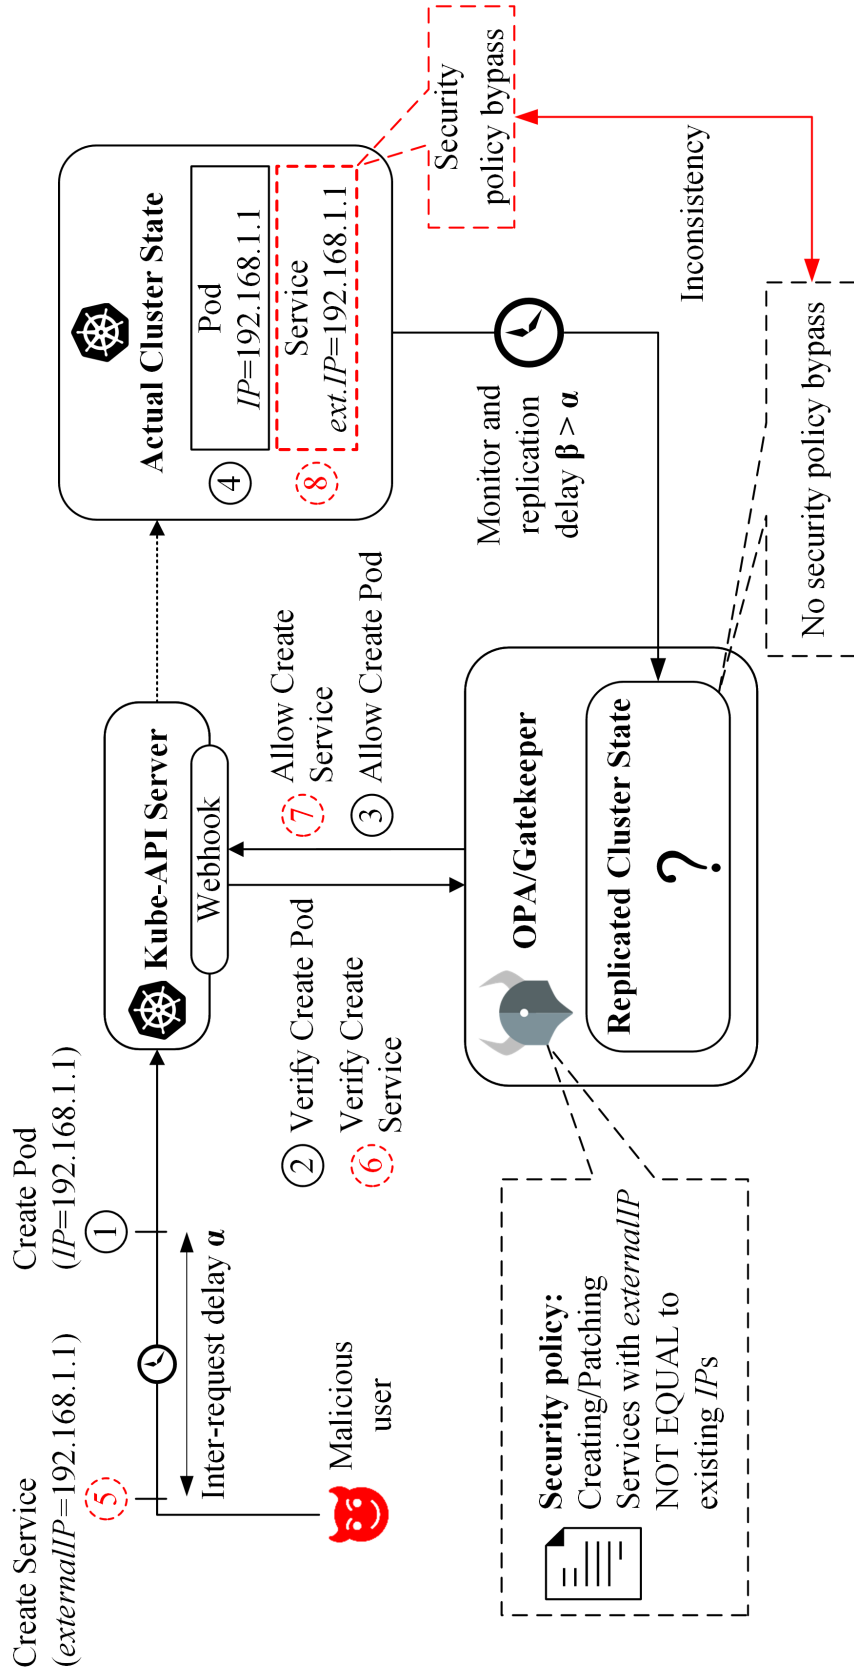 Create Service
(externalIP=192.168.1.1)
5
Create Pod
(IP=192.168.1.1)
1
Inter-request delay α
Malicious
user
Kube-API Server
Webhook
2 Verify Create Pod
6 Verify Create
Service
7 Allow Create
Service
3 Allow Create Pod
Actual Cluster State
4
Pod
IP=192.168.1.1
8
Service
ext.IP=192.168.1.1
Security
policy bypass
Monitor and
replication
delay β > α
Inconsistency
OPA/Gatekeeper
Replicated Cluster State
?
No security policy bypass
Security policy:
Creating/Patching
Services with externalIP
NOT EQUAL to
existing IPs